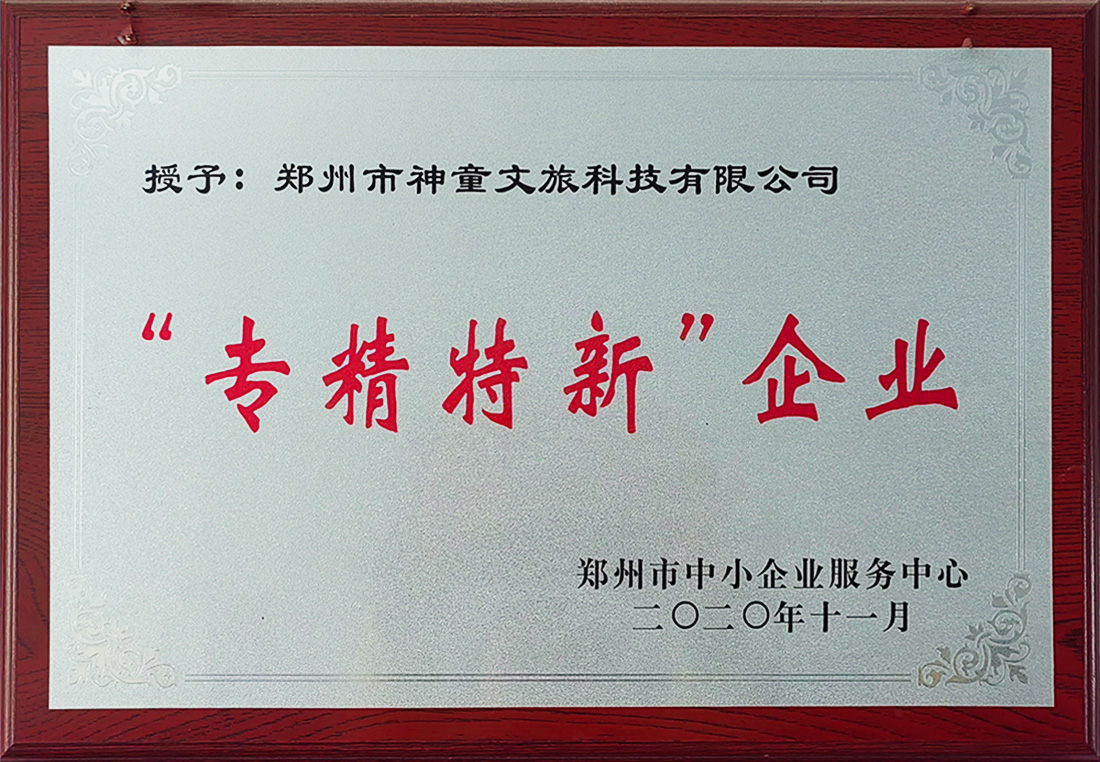 授予：郑州市神童文旅科技有限公司
“专精特新”企业
郑州市中小企业服务中心
二〇二〇年十一月